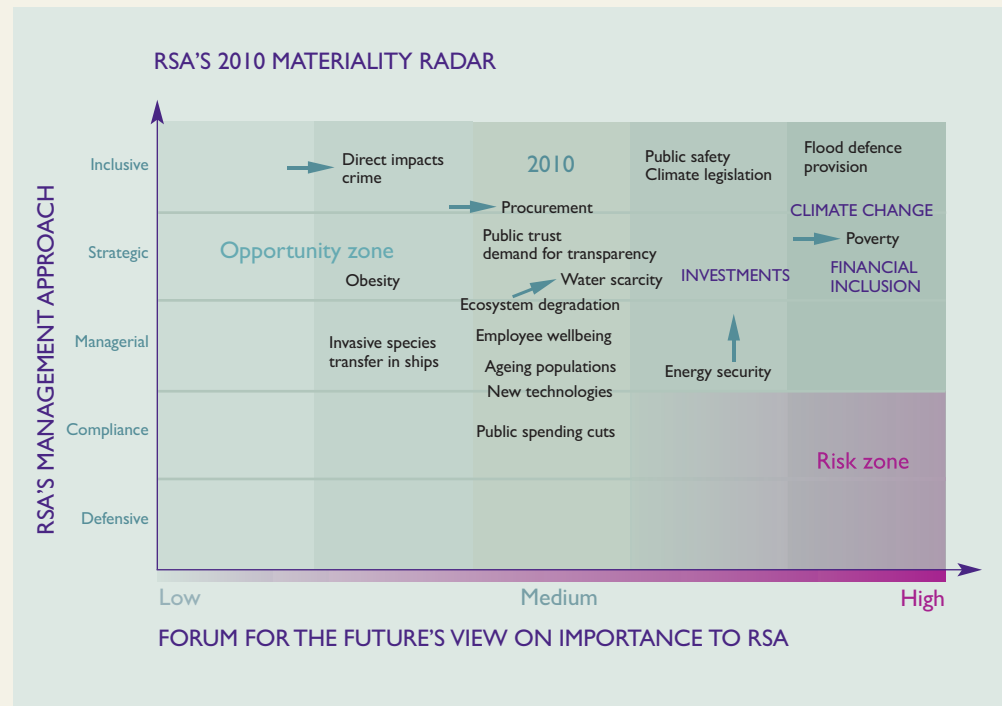 RSA'S 2010 MATERIALITY RADAR
RSA'S MANAGEMENT APPROACH
Inclusive
Strategic
Managerial
Compliance
Defensive
Direct impacts
crime
2010
Public safety
Climate legislation
Flood defence
provision
Procurement
CLIMATE CHANGE
Opportunity zone
Public trust
demand for transparency
Poverty
Obesity
Water scarcity
INVESTMENTS
FINANCIAL
INCLUSION
Ecosystem degradation
Invasive species
transfer in ships
Employee wellbeing
Ageing populations
Energy security
New technologies
Public spending cuts
Risk zone
Low
Medium
High
FORUM FOR THE FUTURE'S VIEW ON IMPORTANCE TO RSA